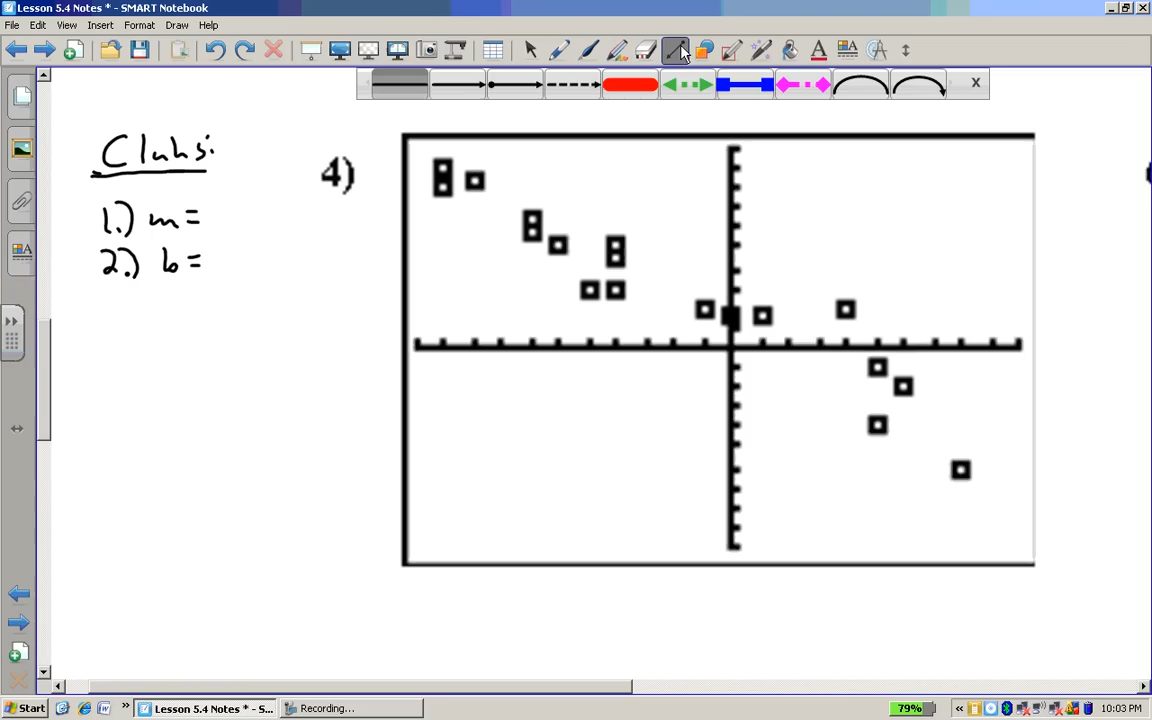 Lesson 5.4 Notes * - SMART Notebook
File Edit View Insert Format Draw Help
x
4)
1.) m=
2.) b=
Start
Lesson 5.4 Notes * - S...
Recording...
79%
10:03 PM